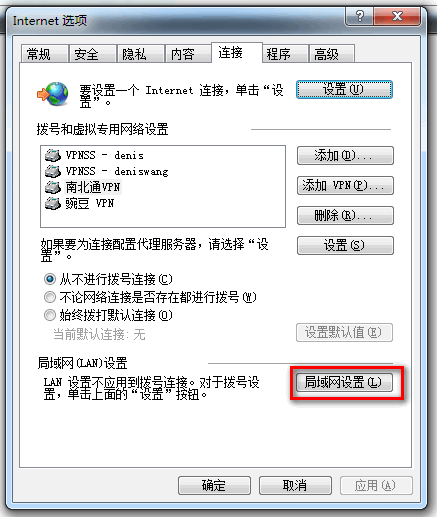 Internet 选项
常规 安全 隐私 内容 连接 程序 高级
要设置一个 Internet 连接，单击“设
置”。
设置(U)
拨号和虚拟专用网络设置
VPNSS - denis
VPNSS - deniswang
南北通VPN
豌豆 VPN
添加(D)...
添加 VPN(P)...
删除(R)...
如果要为连接配置代理服务器，请选择“设
置”。
设置(S)
从不进行拨号连接(C)
不论网络连接是否存在都进行拨号(W)
始终拨打默认连接(O)
当前默认连接: 无
设置默认值(E)
局域网(LAN)设置
LAN 设置不应用到拨号连接。对于拨号设
置，单击上面的“设置”按钮。
局域网设置(L)
确定 取消 应用(A)